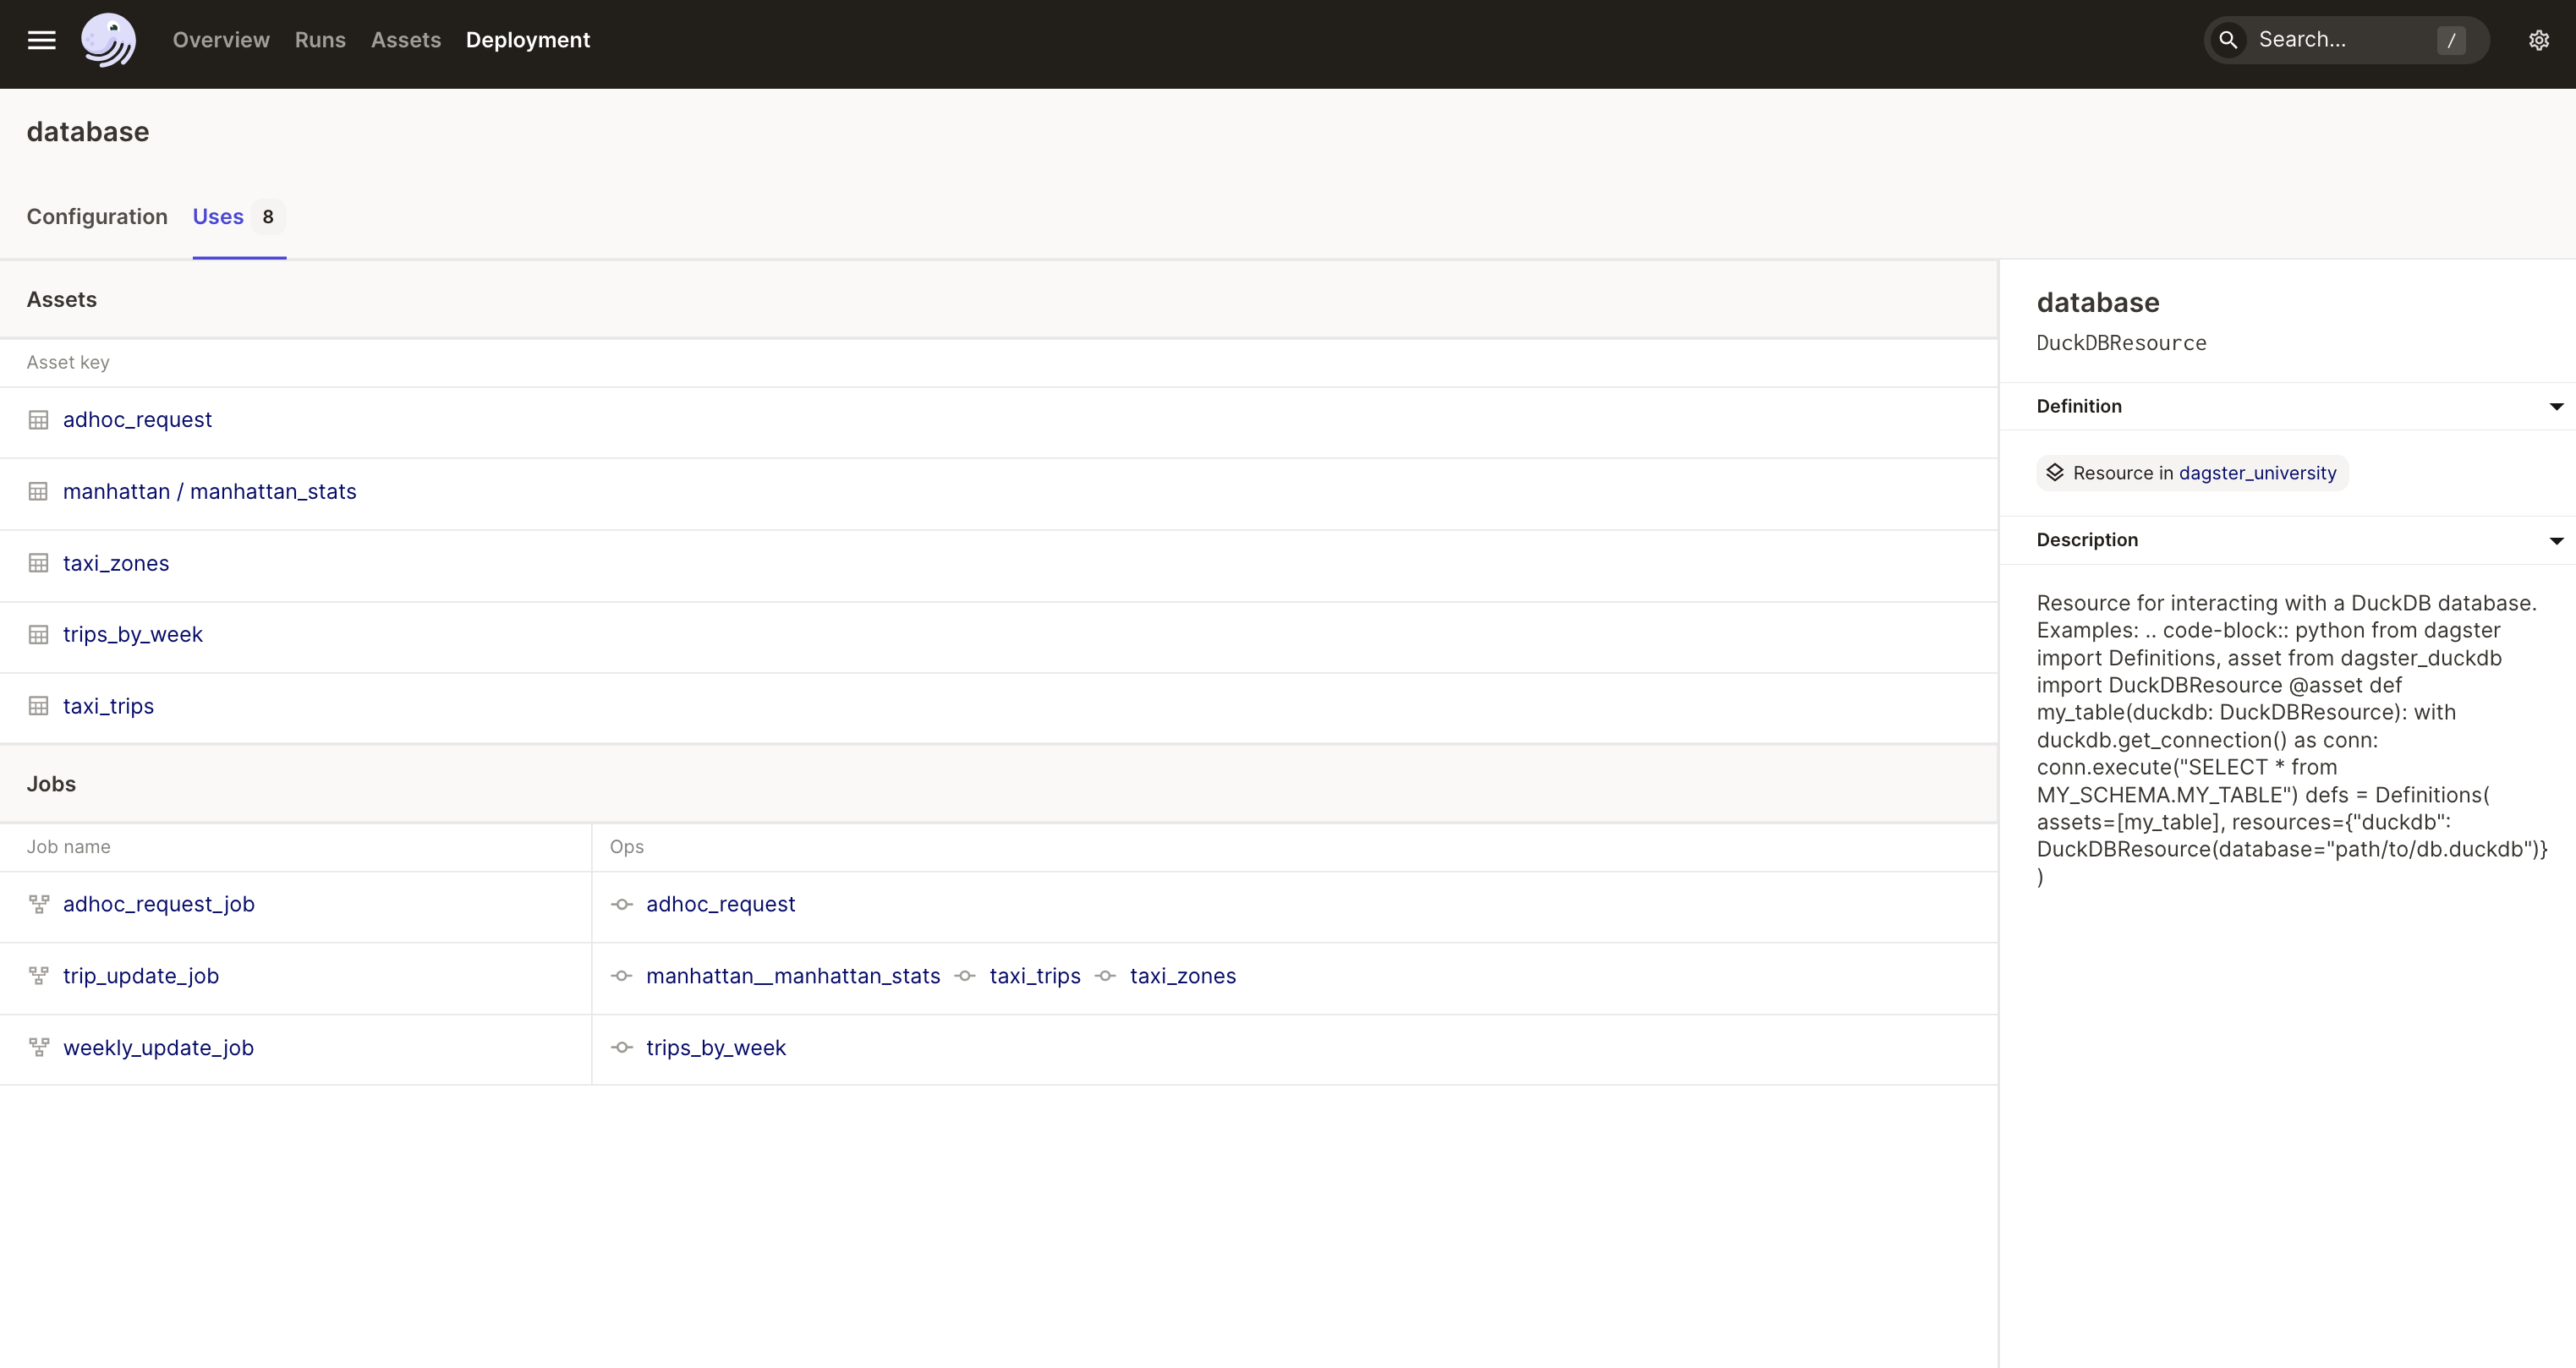 Overview Runs Assets Deployment Search... /
database
Configuration Uses 8
Assets
Asset key
adhoc_request
manhattan / manhattan_stats
taxi_zones
trips_by_week
taxi_trips
Jobs
Job name Ops
adhoc_request_job adhoc_request
trip_update_job manhattan__manhattan_stats taxi_trips taxi_zones
weekly_update_job trips_by_week
database
DuckDBResource
Definition
Resource in dagster_university
Description
Resource for interacting with a DuckDB database.
Examples: .. code-block:: python from dagster
import Definitions, asset from dagster_duckdb
import DuckDBResource @asset def
my_table(duckdb: DuckDBResource): with
duckdb.get_connection() as conn:
conn.execute("SELECT * from
MY_SCHEMA.MY_TABLE") defs = Definitions(
assets=[my_table], resources={"duckdb":
DuckDBResource(database="path/to/db.duckdb")}
)